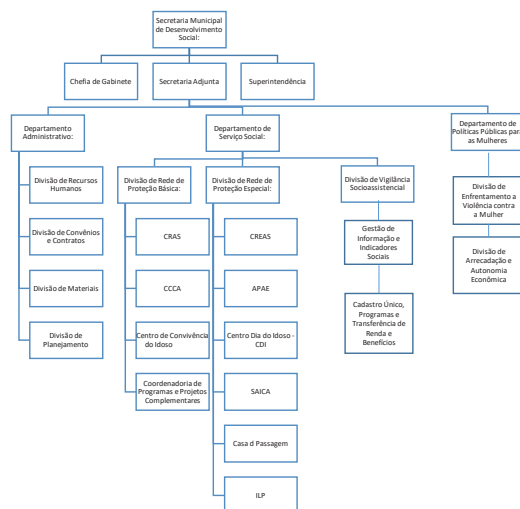 Secretaria Municipal
de Desenvolvimento
Social:
Chefia de Gabinete
Secretaria Adjunta
Superintendência
Departamento
Administrativo:
Departamento de
Serviço Social:
Departamento de
Políticas Públicas para
as Mulheres
Divisão de Recursos
Humanos
Divisão de Convênios
e Contratos
Divisão de Materiais
Divisão de
Planejamento
Divisão de Rede de
Proteção Básica:
CRAS
CCCA
Centro de Convivência
do Idoso
Coordenadoria de
Programas e Projetos
Complementares
Divisão de Rede de
Proteção Especial:
CREAS
APAE
Centro Dia do Idoso -
CDI
SAICA
Casa d Passagem
ILP
Divisão de Vigilância
Socioassistencial
Gestão de
Informação e
Indicadores
Sociais
Cadastro Único,
Programas e
Transferência de
Renda e
Benefícios
Divisão de
Enfrentamento a
Violência contra
a Mulher
Divisão de
Arrecadação e
Autonomia
Econômica